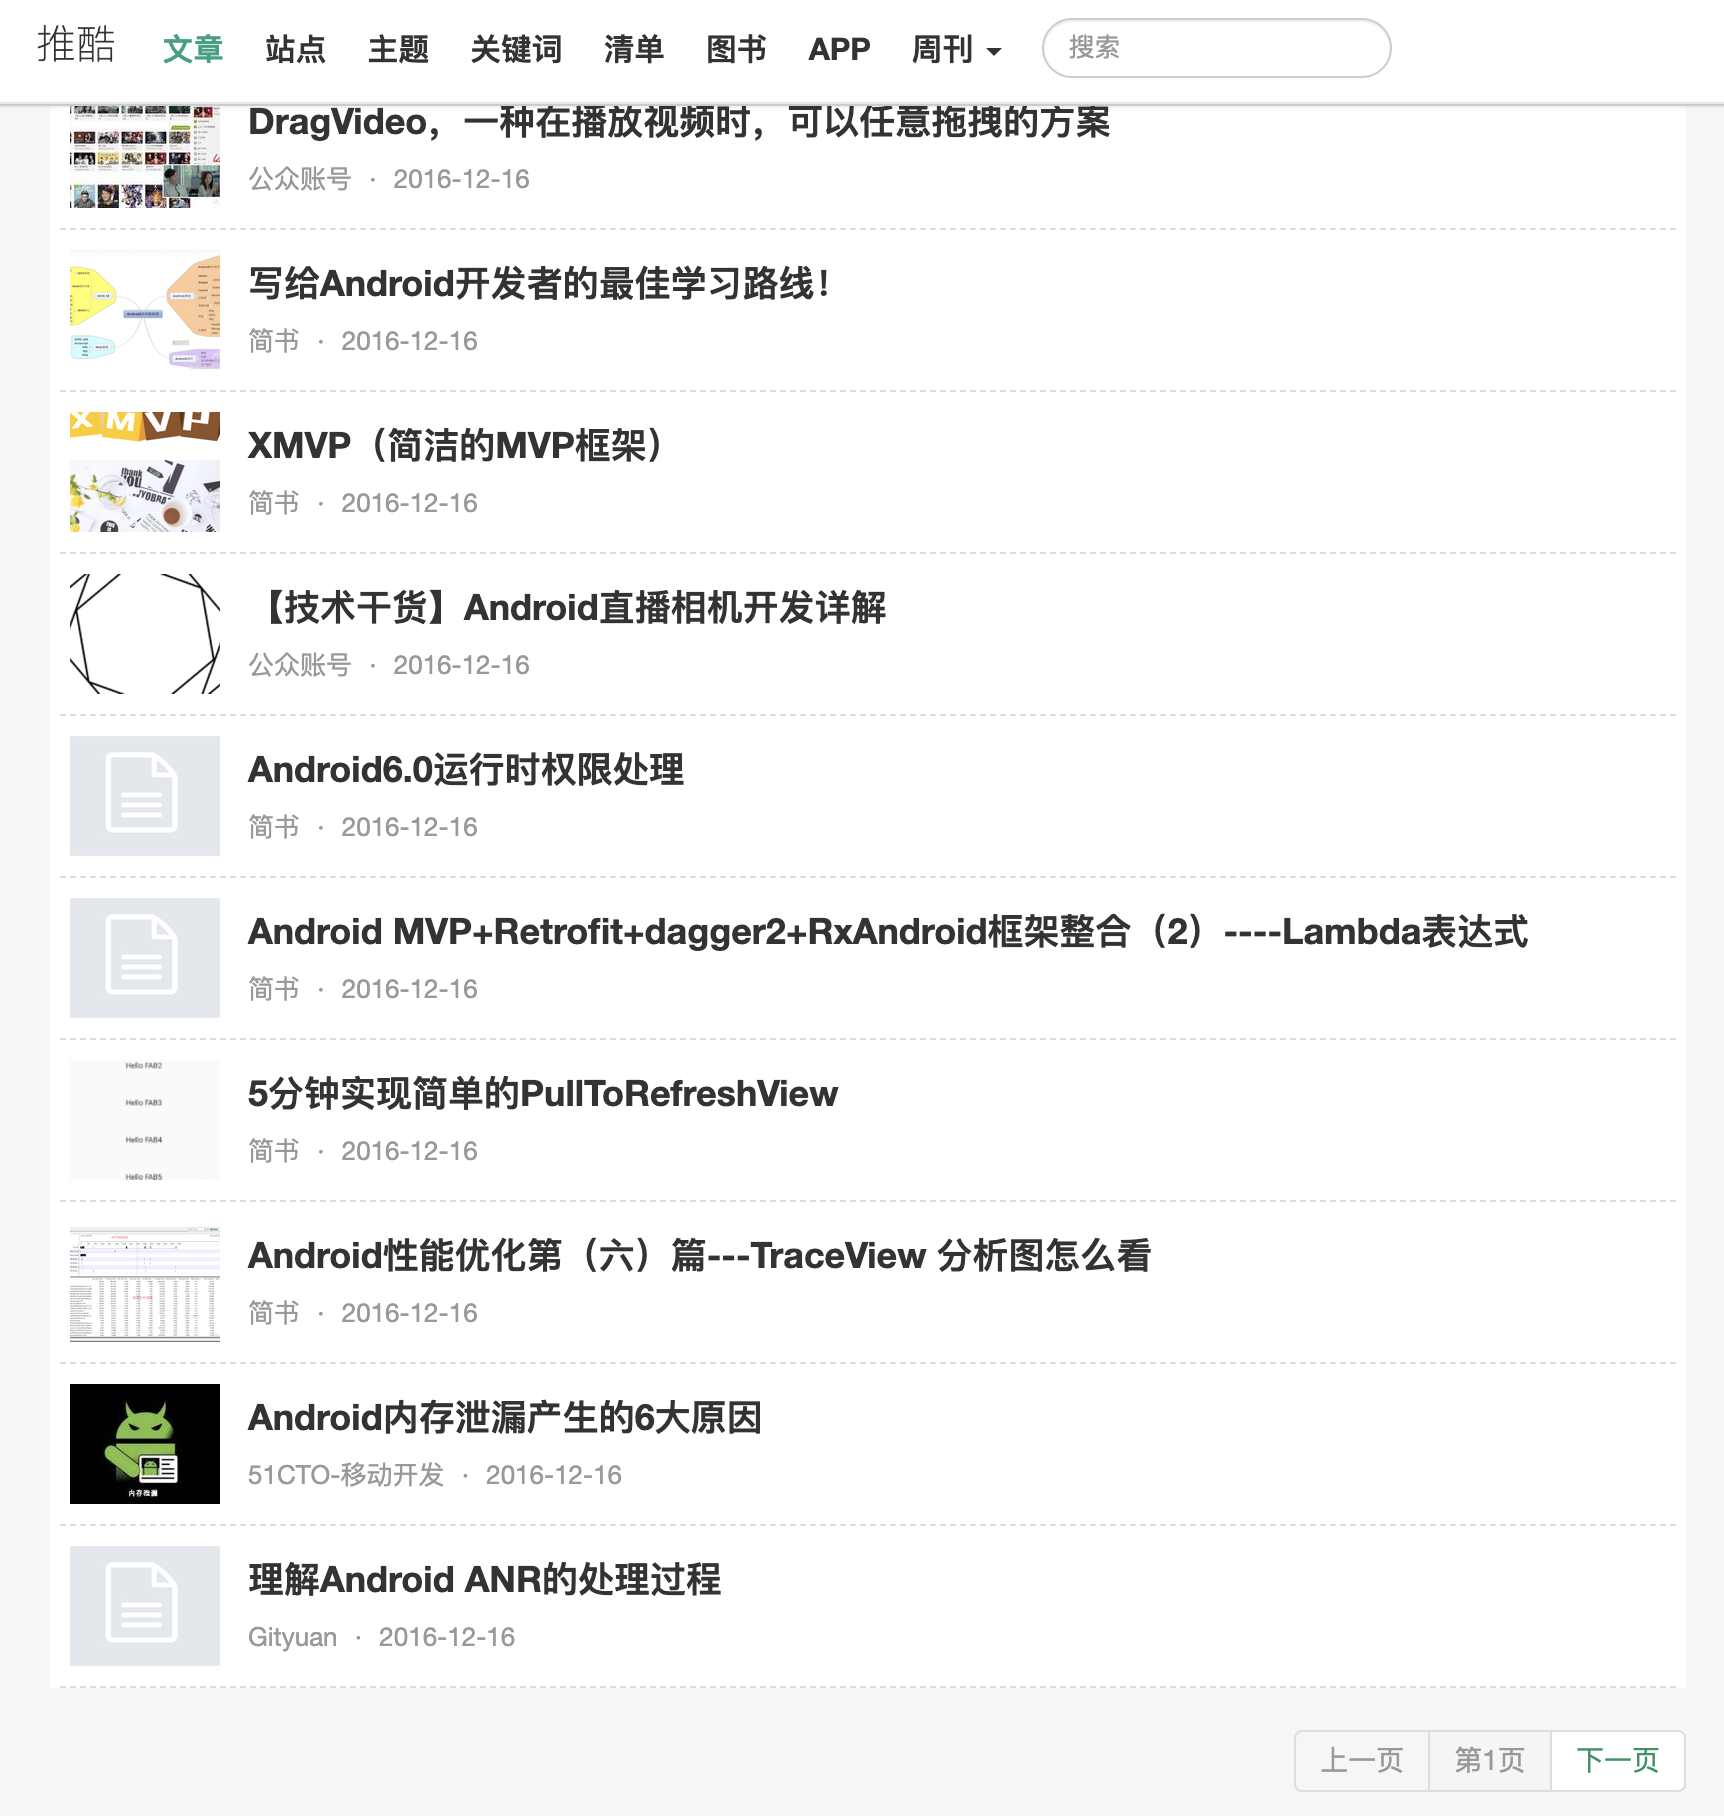 推酷 文章 站点 主题 关键词 清单 图书 APP 周刊 搜索
DragVideo，一种在播放视频时，可以任意拖拽的方案
公众账号 · 2016-12-16
写给Android开发者的最佳学习路线！
简书 · 2016-12-16
XMVP
XMVP（简洁的MVP框架）
简书 · 2016-12-16
【技术干货】Android直播相机开发详解
公众账号 · 2016-12-16
Android6.0运行时权限处理
简书 · 2016-12-16
Android MVP+Retrofit+dagger2+RxAndroid框架整合（2）----Lambda表达式
简书 · 2016-12-16
Hello FAB2
Hello FAB3
Hello FAB4
Hello FAB5
5分钟实现简单的PullToRefreshView
简书 · 2016-12-16
Android性能优化第（六）篇---TraceView 分析图怎么看
简书 · 2016-12-16
内存泄漏
Android内存泄漏产生的6大原因
51CTO-移动开发 · 2016-12-16
理解Android ANR的处理过程
Gityuan · 2016-12-16
上一页 第1页 下一页